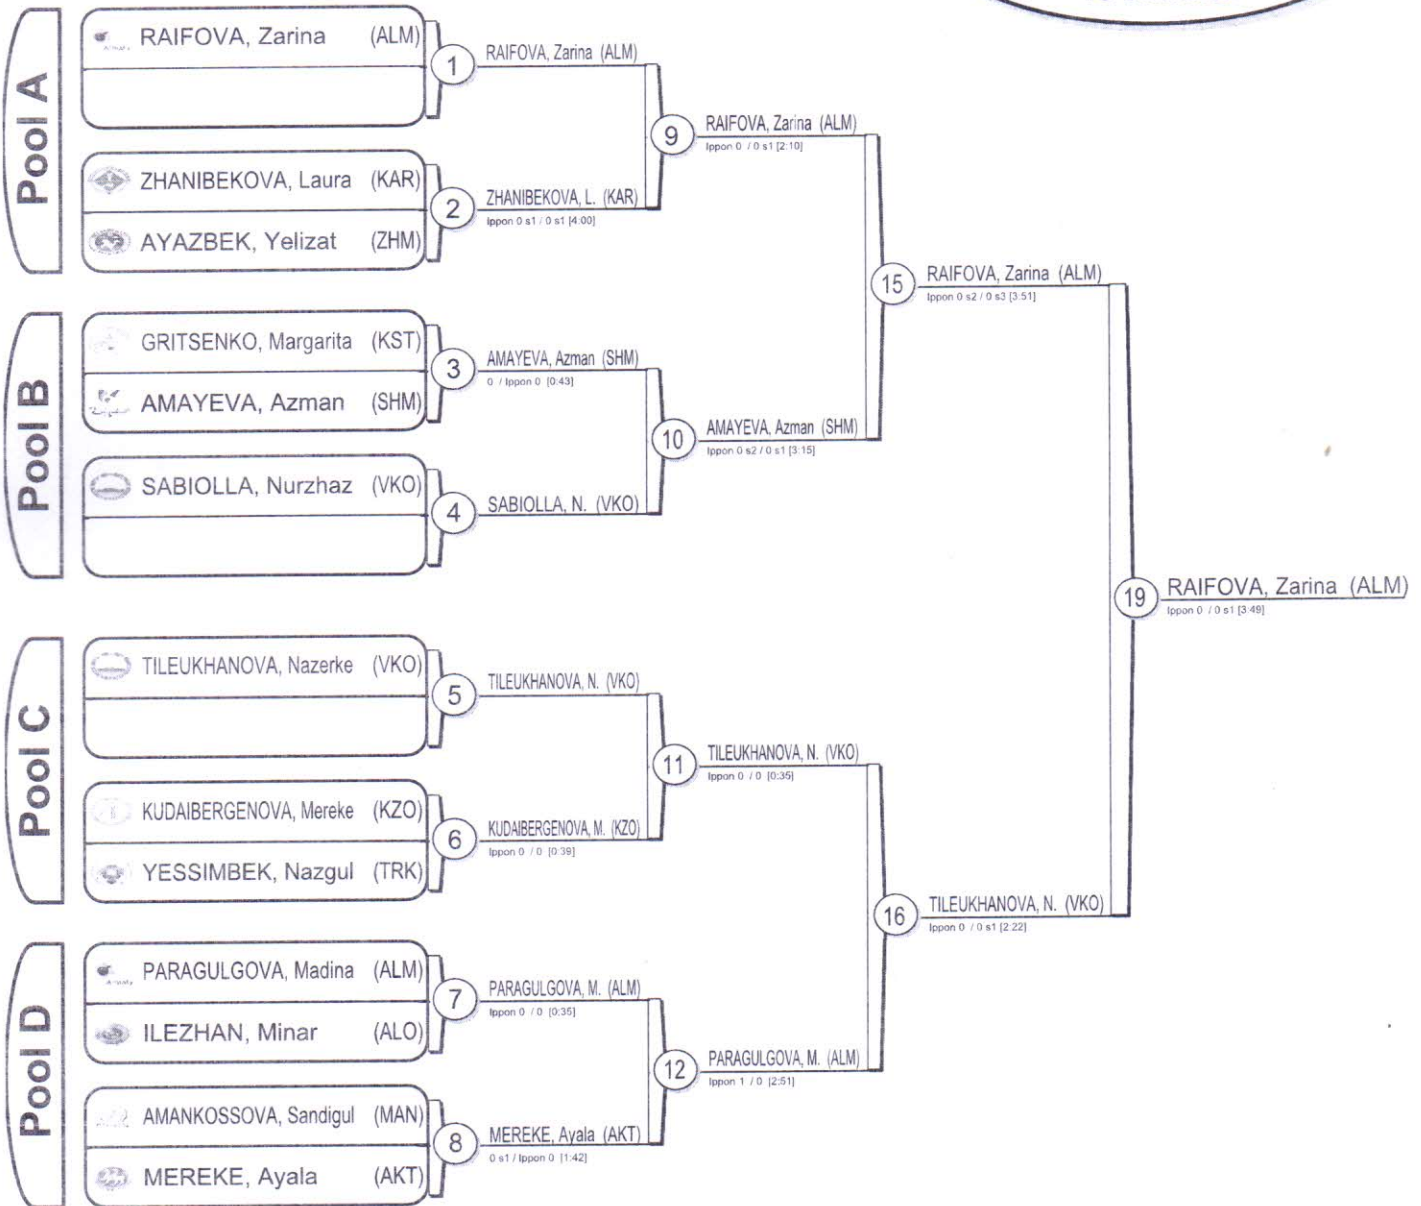 Pool A
RAIFOVA, Zarina (ALM)
ZHANIBEKOVA, Laura (KAR)
AYAZBEK, Yelizat (ZHM)
1
RAIFOVA, Zarina (ALM)
2
ZHANIBEKOVA, L. (KAR)
Ippon 0 s1 / 0 s1 [4:00]
9
RAIFOVA, Zarina (ALM)
Ippon 0 / 0 s1 [2:10]
Pool B
GRITSENKO, Margarita (KST)
AMAYEVA, Azman (SHM)
SABIOLLA, Nurzhaz (VKO)
3
AMAYEVA, Azman (SHM)
0 / Ippon 0 [0:43]
4
SABIOLLA, N. (VKO)
10
AMAYEVA, Azman (SHM)
Ippon 0 s2 / 0 s1 [3:15]
15
RAIFOVA, Zarina (ALM)
Ippon 0 s2 / 0 s3 [3:51]
Pool C
TILEUKHANOVA, Nazerke (VKO)
KUDAIBERGENOVA, Mereke (KZO)
YESSIMBEK, Nazgul (TRK)
5
TILEUKHANOVA, N. (VKO)
6
KUDAIBERGENOVA, M. (KZO)
Ippon 0 / 0 [0:39]
11
TILEUKHANOVA, N. (VKO)
Ippon 0 / 0 [0:35]
Pool D
PARAGULGOVA, Madina (ALM)
ILEZHAN, Minar (ALO)
AMANKOSSOVA, Sandigul (MAN)
MEREKE, Ayala (AKT)
7
PARAGULGOVA, M. (ALM)
Ippon 0 / 0 [0:35]
8
MEREKE, Ayala (AKT)
0 s1 / Ippon 0 [1:42]
12
PARAGULGOVA, M. (ALM)
Ippon 1 / 0 [2:51]
16
TILEUKHANOVA, N. (VKO)
Ippon 0 / 0 s1 [2:22]
19
RAIFOVA, Zarina (ALM)
Ippon 0 / 0 s1 [3:49]